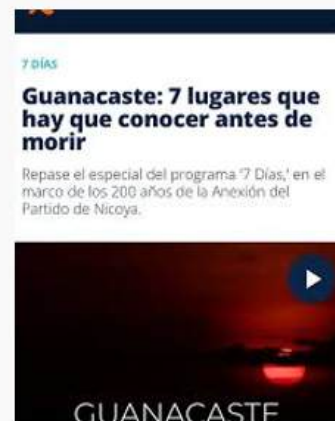 7 DÍAS
Guanacaste: 7 lugares que
hay que conocer antes de
morir
Repase el especial del programa '7 Días,' en el
marco de los 200 años de la Anexión del
Partido de Nicoya.
GUANACASTE